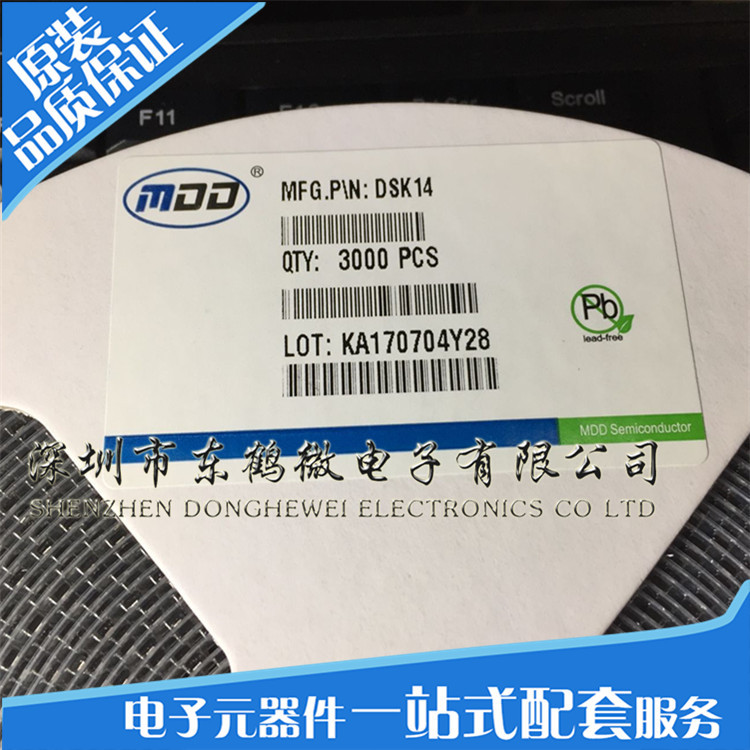 原装
品质保证
F11
Scroll
MDD ®
MFG.P\N: DSK14
QTY: 3000 PCS
LOT: KA170704Y28
Pb
lead-free
MDD Semiconductor
深圳市东鹤微电子有限公司
SHENZHEN DONGHEWEI ELECTRONICS CO LTD
电子元器件一站式配套服务